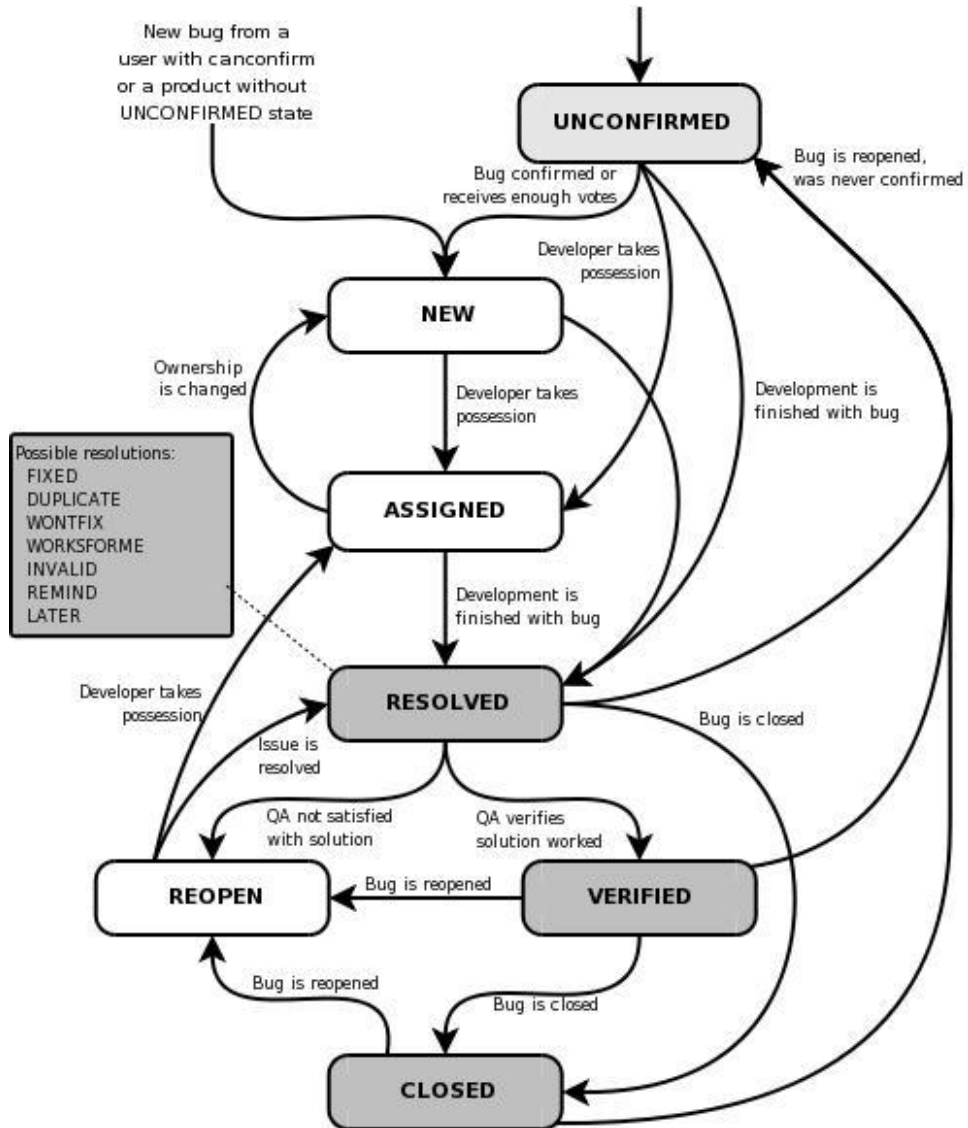 New bug from a
user with canconfirm
or a product without
UNCONFIRMED state
UNCONFIRMED
Bug is reopened,
was never confirmed
Bug confirmed or
receives enough votes
Developer takes
possession
NEW
Ownership
is changed
Developer takes
possession
Development is
finished with bug
Possible resolutions:
FIXED
DUPLICATE
WONTFIX
WORKSFORME
INVALID
REMIND
LATER
ASSIGNED
Development is
finished with bug
RESOLVED
Developer takes
possession
Issue is
resolved
Bug is closed
QA not satisfied
with solution
QA verifies
solution worked
REOPEN
Bug is reopened
VERIFIED
Bug is reopened
Bug is closed
CLOSED